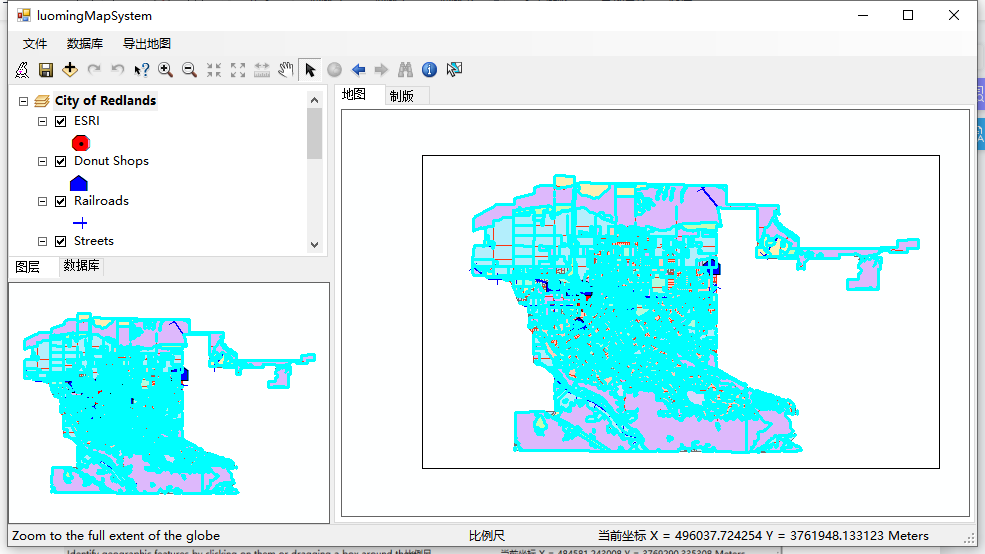 luomingMapSystem
文件 数据库 导出地图
City of Redlands
ESRI
Donut Shops
Railroads
Streets
图层 数据库
地图 制版
Zoom to the full extent of the globe 比例尺 当前坐标 X = 496037.724254 Y = 3761948.133123 Meters